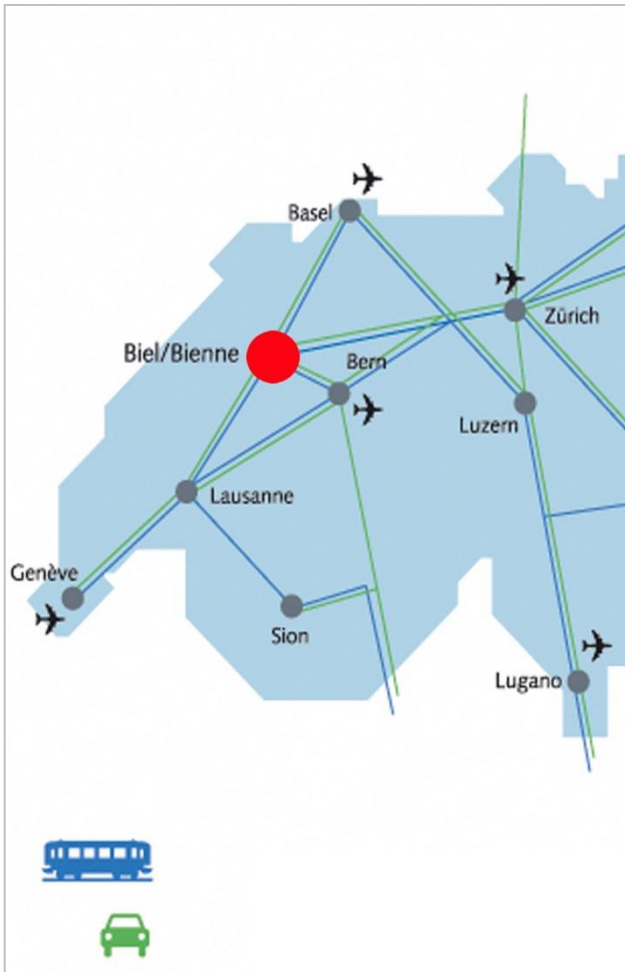 Basel
Zürich
Biel/Bienne
Bern
Luzern
Lausanne
Genève
Sion
Lugano